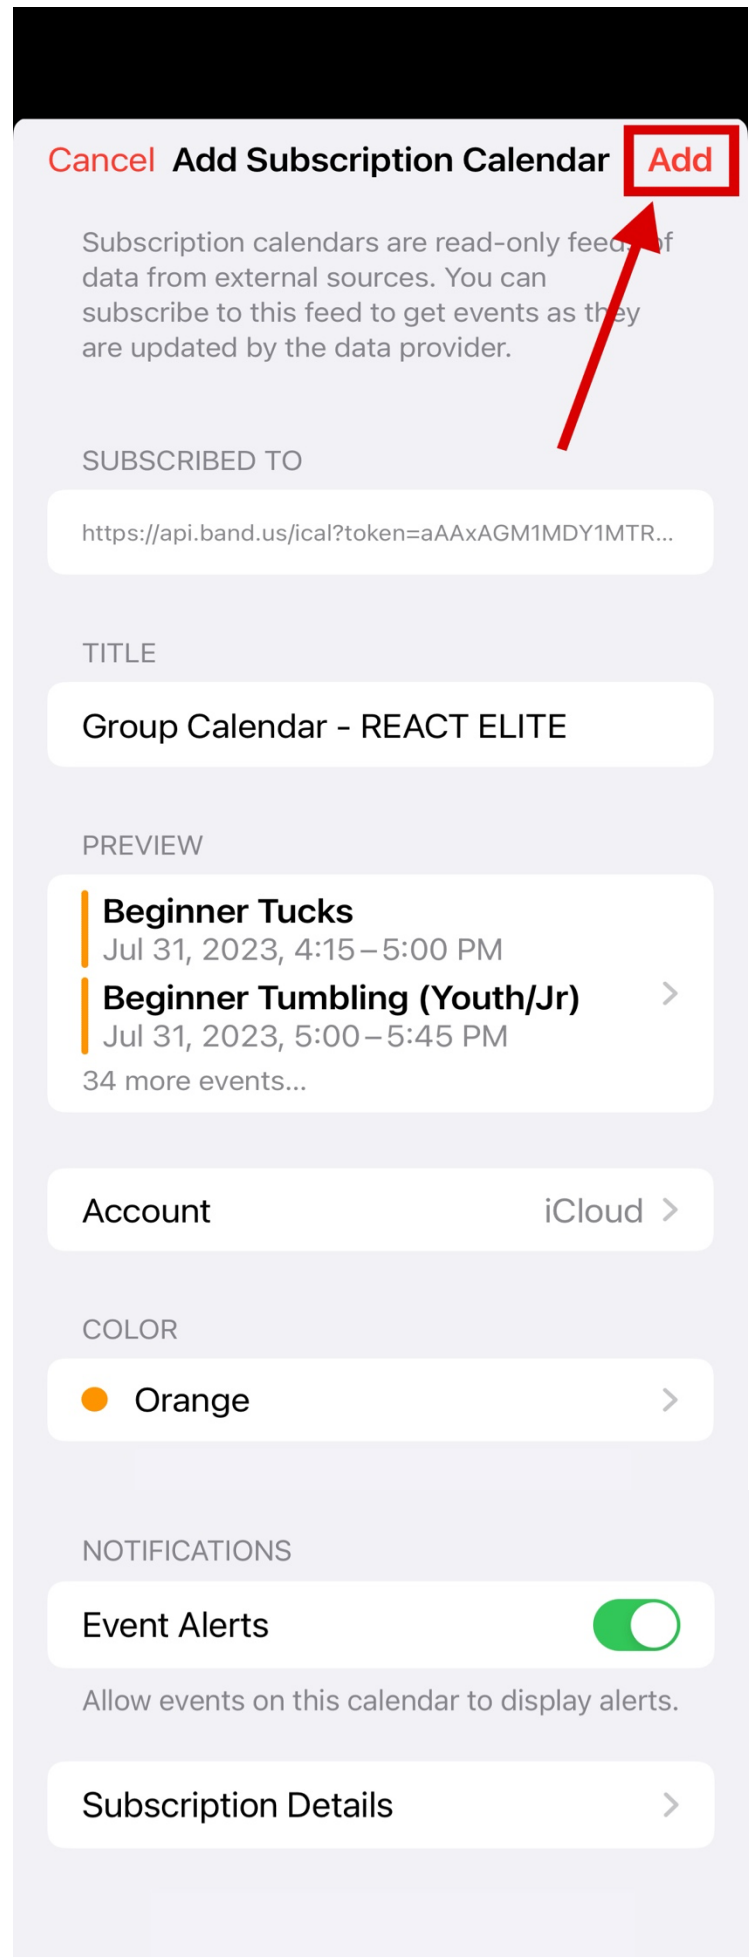 Cancel Add Subscription Calendar Add
Subscription calendars are read-only feeds of
data from external sources. You can
subscribe to this feed to get events as they
are updated by the data provider.
SUBSCRIBED TO
https://api.band.us/ical?token=aAAxAGM1MDY1MTR...
TITLE
Group Calendar - REACT ELITE
PREVIEW
Beginner Tucks
Jul 31, 2023, 4:15–5:00 PM
Beginner Tumbling (Youth/Jr)
Jul 31, 2023, 5:00–5:45 PM
34 more events...
Account iCloud
COLOR
Orange
NOTIFICATIONS
Event Alerts
Allow events on this calendar to display alerts.
Subscription Details